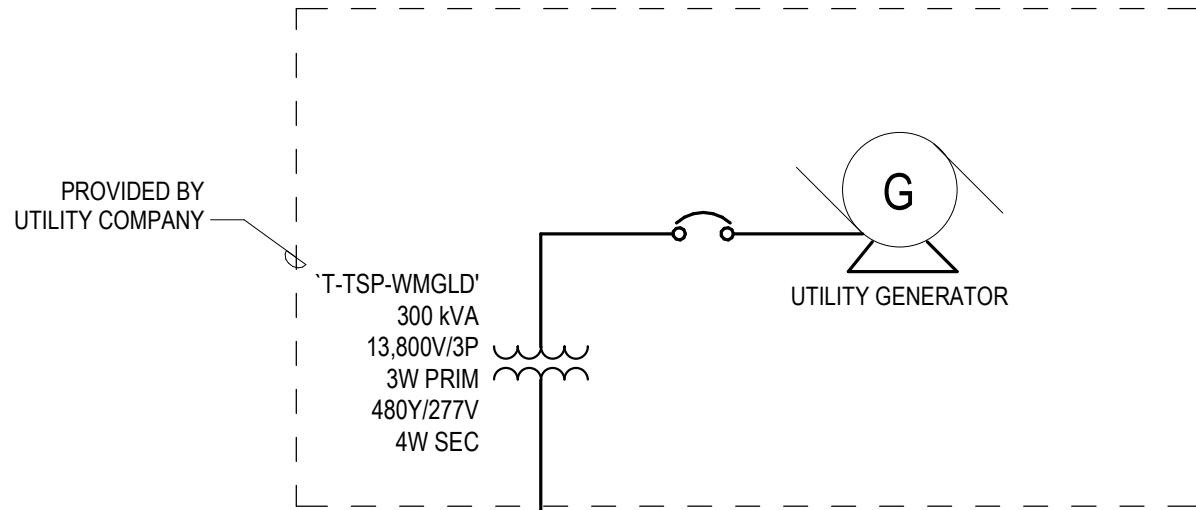 PROVIDED BY
UTILITY COMPANY
`T-TSP-WMGLD'
300 kVA
13,800V/3P
3W PRIM
480Y/277V
4W SEC
G
UTILITY GENERATOR